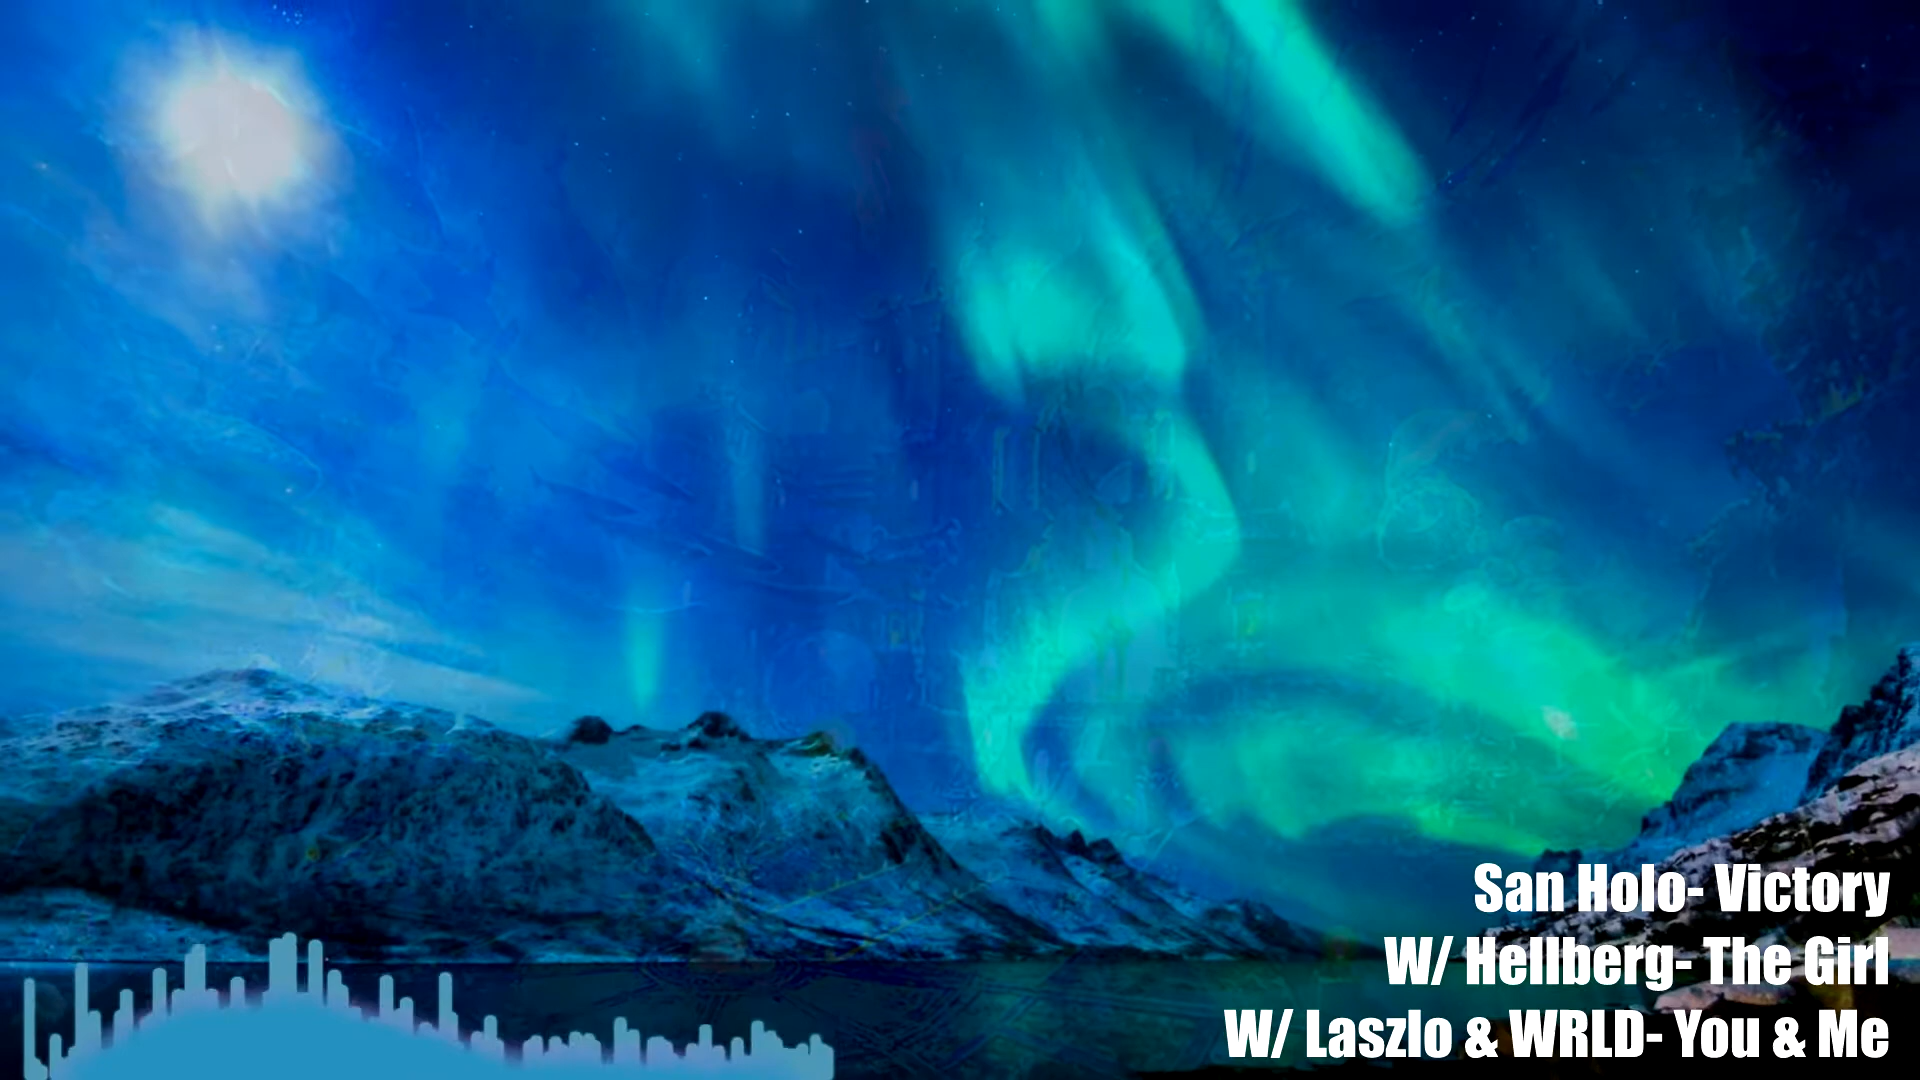 San Holo- Victory
W/ Hellberg- The Girl
W/ Laszlo & WRLD- You & Me